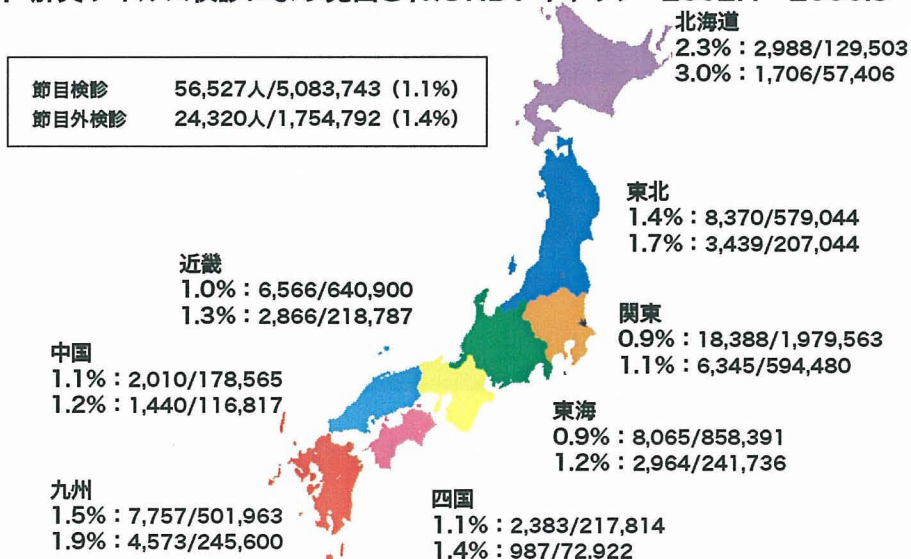 節目検診 56,527人/5,083,743 (1.1%)
節目外検診 24,320人/1,754,792 (1.4%)
北海道
2.3%：2,988/129,503
3.0%：1,706/57,406
東北
1.4%：8,370/579,044
1.7%：3,439/207,044
近畿
1.0%：6,566/640,900
1.3%：2,866/218,787
関東
0.9%：18,388/1,979,563
1.1%：6,345/594,480
中国
1.1%：2,010/178,565
1.2%：1,440/116,817
東海
0.9%：8,065/858,391
1.2%：2,964/241,736
九州
1.5%：7,757/501,963
1.9%：4,573/245,600
四国
1.1%：2,383/217,814
1.4%：987/72,922